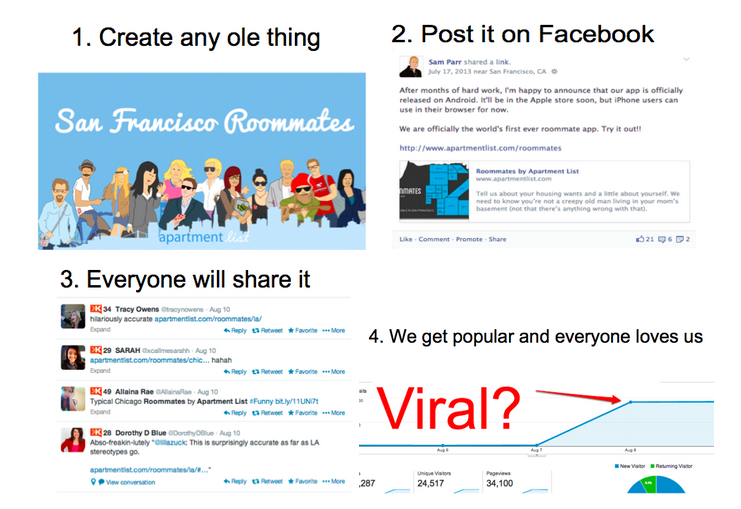 1. Create any ole thing
San Francisco Roommates
apartment list
2. Post it on Facebook
Sam Parr shared a link.
July 17, 2013 near San Francisco, CA
After months of hard work, I'm happy to announce that our app is officially
released on Android. It'll be in the Apple store soon, but iPhone users can
use in their browser for now.
We are officially the world's first ever roommate app. Try it out!!
http://www.apartmentlist.com/roommates
NMATES
Roommates by Apartment List
www.apartmentlist.com
Tell us about your housing wants and a little about yourself. We
need to know you're not a creepy old man living in your mom's
basement (not that there's anything wrong with that).
Like · Comment · Promote · Share
21 6 2
3. Everyone will share it
34 Tracy Owens @tracynowens · Aug 10
hilariously accurate apartmentlist.com/roommates/la/
Expand
Reply Retweet Favorite More
29 SARAH @xcallmesarahh · Aug 10
apartmentlist.com/roommates/chic... hahah
Expand
Reply Retweet Favorite More
49 Allaina Rae @AllainaRae · Aug 10
Typical Chicago Roommates by Apartment List #Funny bit.ly/11UNi7t
Expand
Reply Retweet Favorite More
28 Dorothy D Blue @DorothyDBlue · Aug 10
Abso-freakin-lutely "@lilazuck: This is surprisingly accurate as far as LA
stereotypes go.
apartmentlist.com/roommates/la/#..."
View conversation
Reply Retweet Favorite More
4. We get popular and everyone loves us
Viral?
Aug 6 Aug 7 Aug 8
New Visitor Returning Visitor
Unique Visitors Pageviews
,287 24,517 34,100